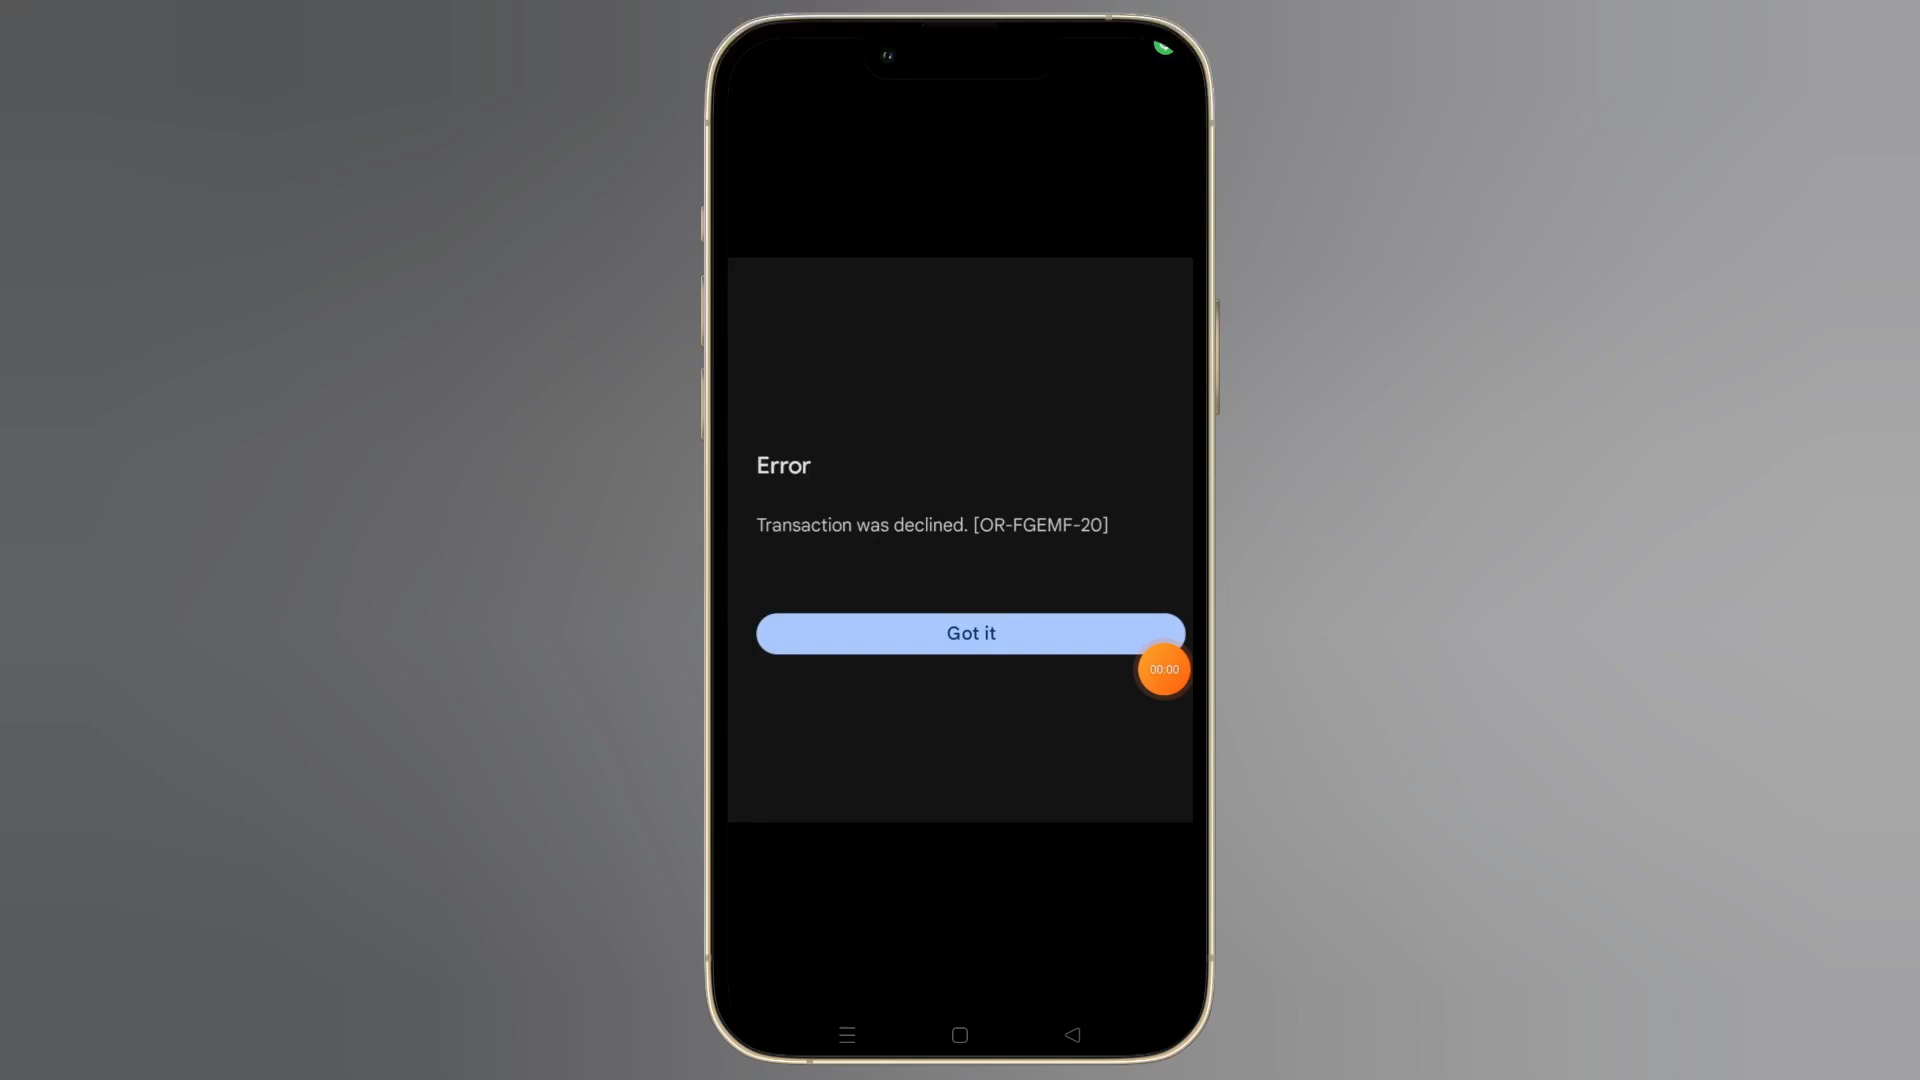 Error
Transaction was declined. [OR-FGEMF-20]
Got it
00:00